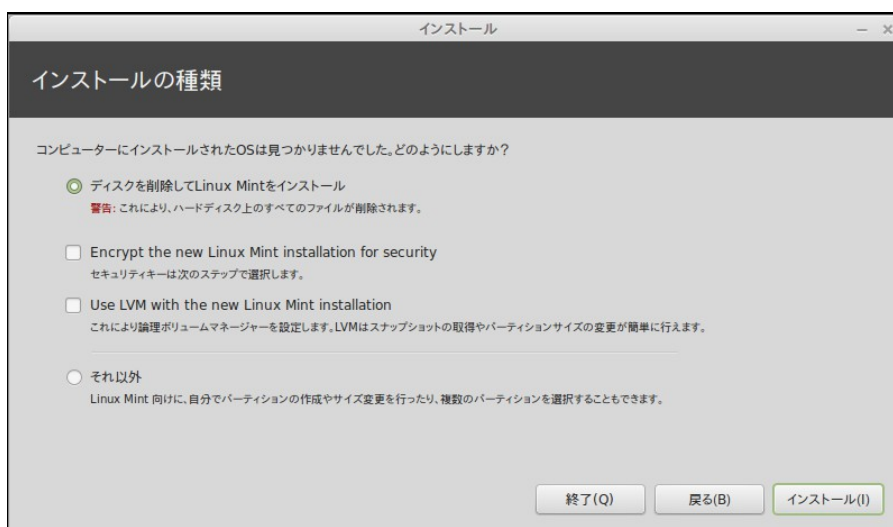 インストール
インストールの種類
コンピューターにインストールされたOSは見つかりませんでした。どのようにしますか?
ディスクを削除してLinux Mintをインストール
警告: これにより、ハードディスク上のすべてのファイルが削除されます。
Encrypt the new Linux Mint installation for security
セキュリティキーは次のステップで選択します。
Use LVM with the new Linux Mint installation
これにより論理ボリュームマネージャーを設定します。LVMはスナップショットの取得やパーティションサイズの変更が簡単に行えます。
それ以外
Linux Mint 向けに、自分でパーティションの作成やサイズ変更を行ったり、複数のパーティションを選択することもできます。
終了(Q) 戻る(B) インストール(I)